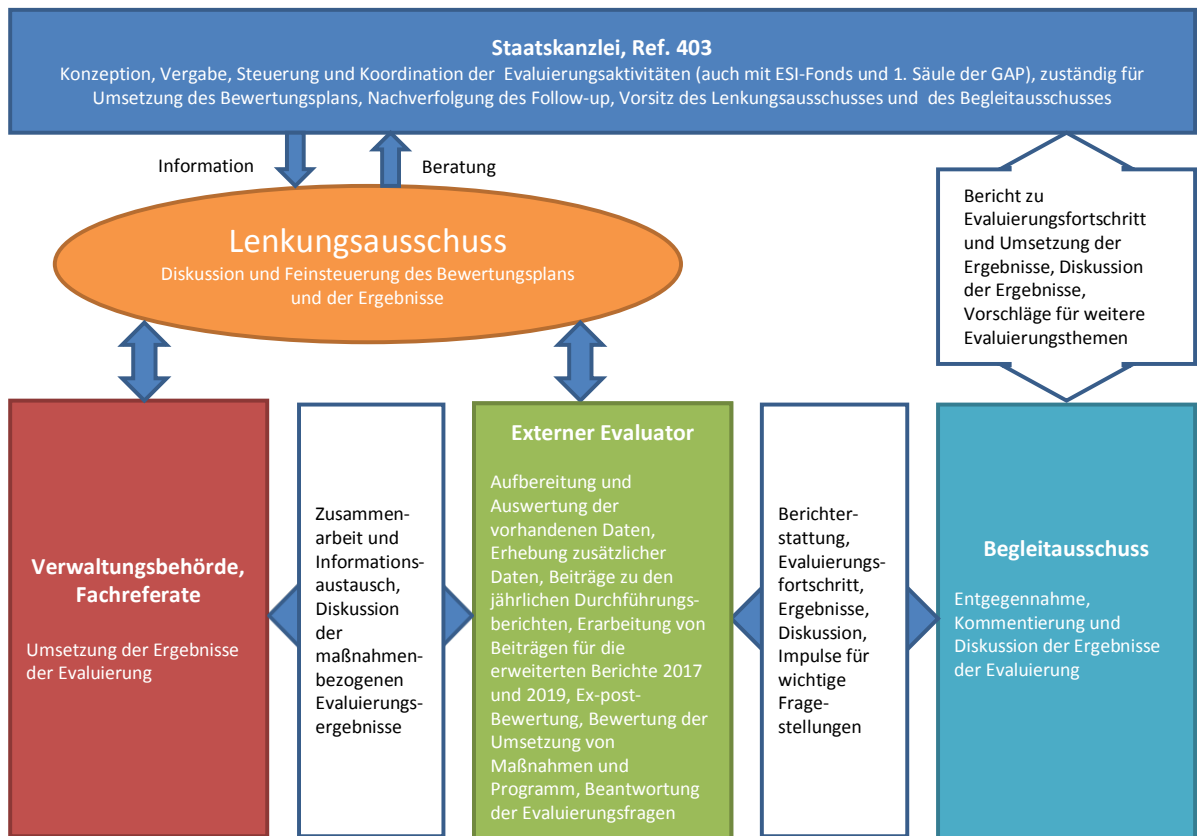 Staatskanzlei, Ref. 403
Konzeption, Vergabe, Steuerung und Koordination der Evaluierungsaktivitäten (auch mit ESI-Fonds und 1. Säule der GAP), zuständig für
Umsetzung des Bewertungsplans, Nachverfolgung des Follow-up, Vorsitz des Lenkungsausschusses und des Begleitausschusses
Information
Beratung
Lenkungsausschuss
Diskussion und Feinsteuerung des Bewertungsplans
und der Ergebnisse
Bericht zu
Evaluierungsfortschritt
und Umsetzung der
Ergebnisse, Diskussion
der Ergebnisse,
Vorschläge für weitere
Evaluierungsthemen
Verwaltungsbehörde,
Fachreferate
Umsetzung der Ergebnisse
der Evaluierung
Zusammen-
arbeit und
Informations-
austausch,
Diskussion
der
maßnahmen-
bezogenen
Evaluierungs-
ergebnisse
Externer Evaluator
Aufbereitung und
Auswertung der
vorhandenen Daten,
Erhebung zusätzlicher
Daten, Beiträge zu den
jährlichen Durchführungs-
berichten, Erarbeitung von
Beiträgen für die
erweiterten Berichte 2017
und 2019, Ex-post-
Bewertung, Bewertung der
Umsetzung von
Maßnahmen und
Programm, Beantwortung
der Evaluierungsfragen
Berichter-
stattung,
Evaluierungs-
fortschritt,
Ergebnisse,
Diskussion,
Impulse für
wichtige
Frage-
stellungen
Begleitausschuss
Entgegennahme,
Kommentierung und
Diskussion der Ergebnisse
der Evaluierung